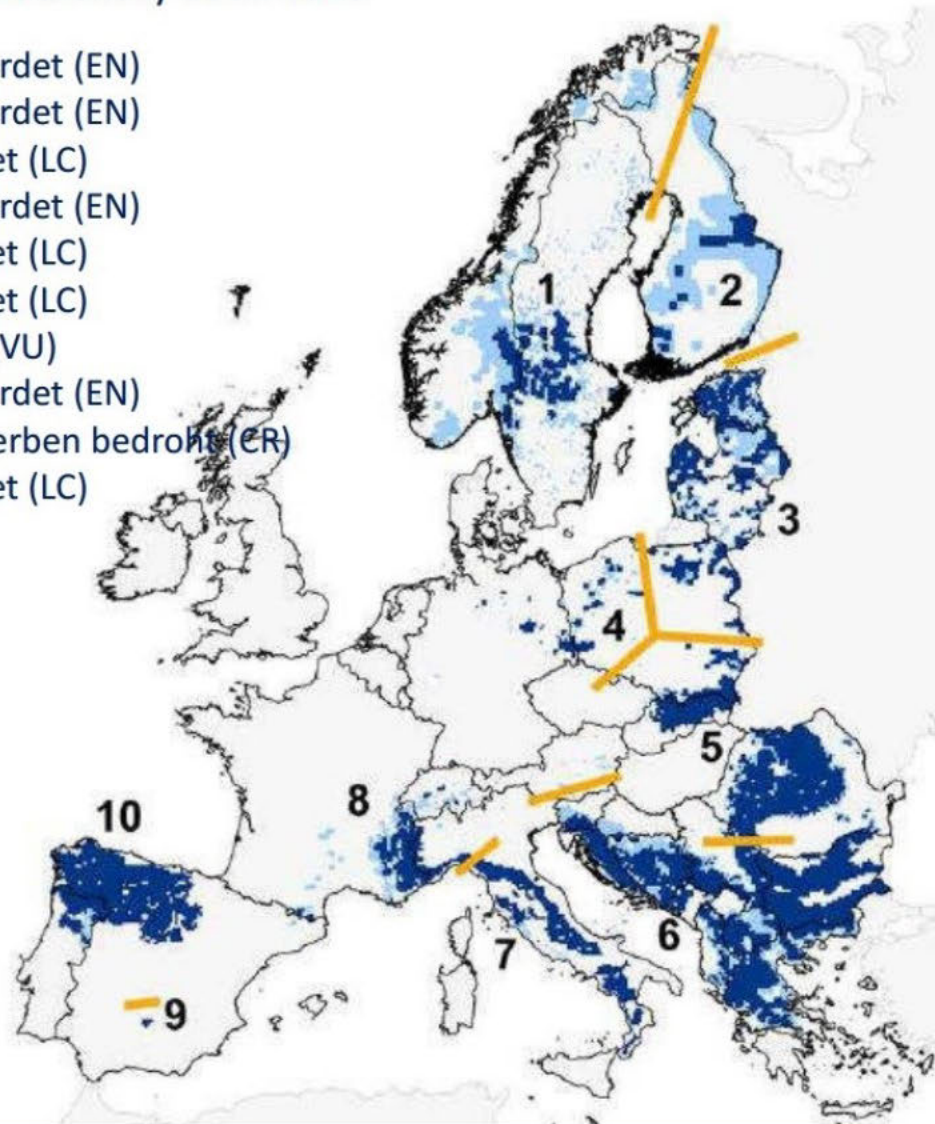 rdet (EN)
rdet (EN)
et (LC)
rdet (EN)
et (LC)
et (LC)
VU)
rdet (EN)
erben bedroht (CR)
et (LC)
1
2
3
4
5
8
10
6
7
9